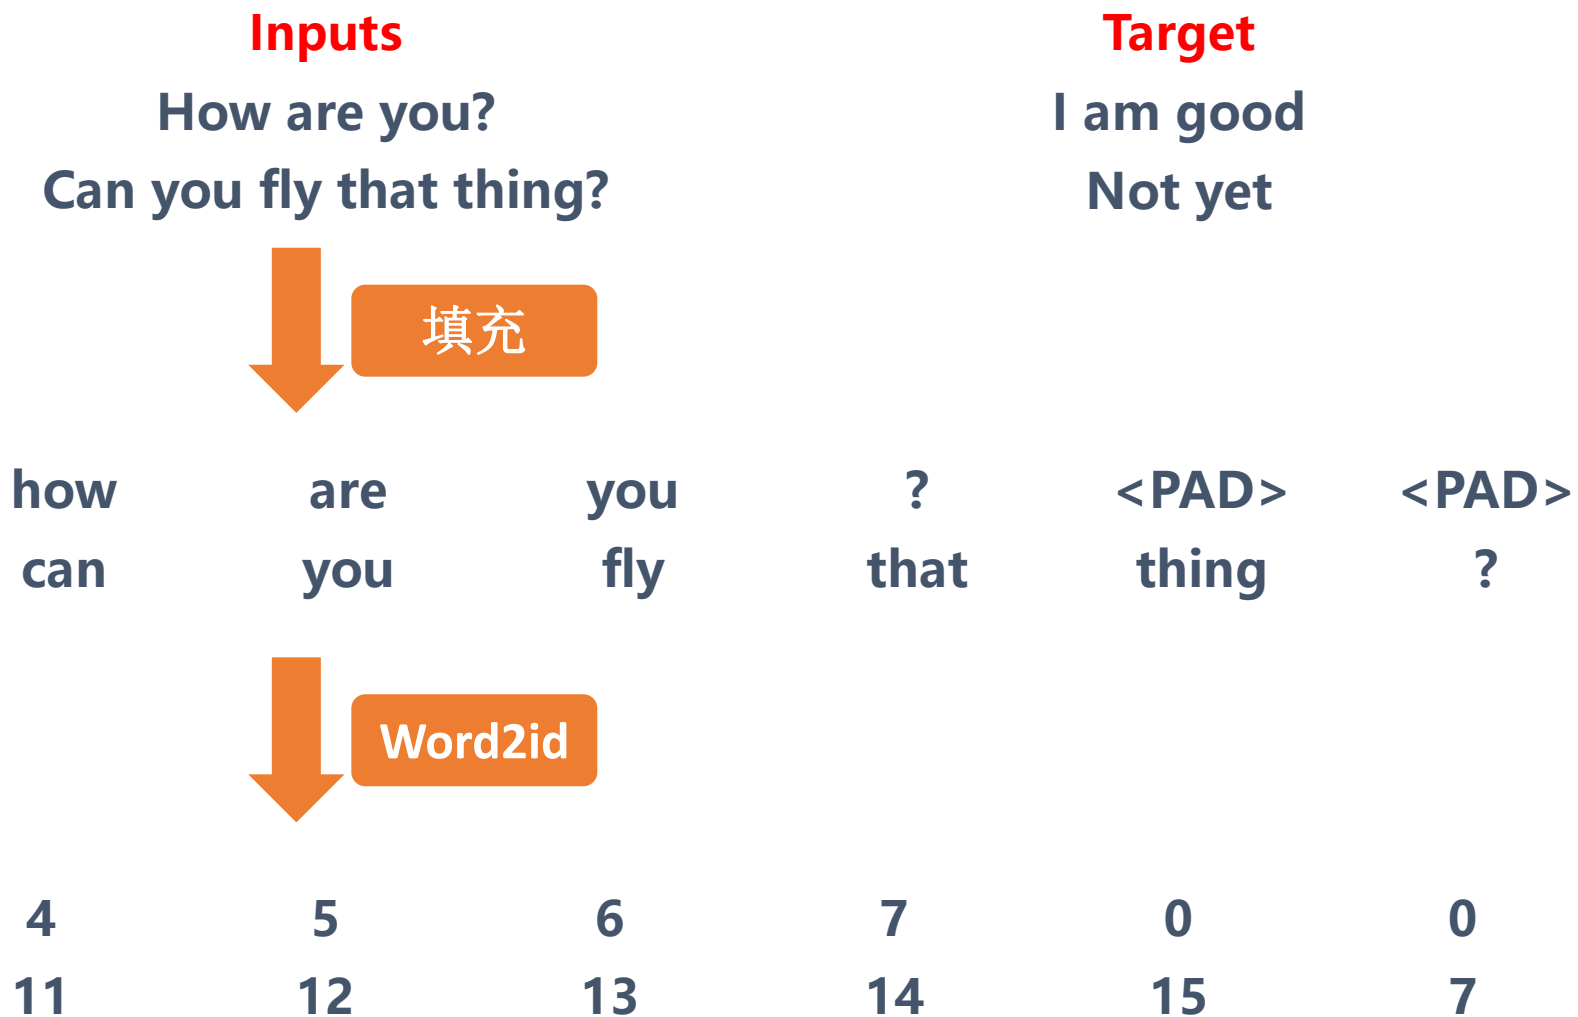 Inputs Target
How are you? I am good
Can you fly that thing? Not yet
填充
how are you ? <PAD> <PAD>
can you fly that thing ?
Word2id
4 5 6 7 0 0
11 12 13 14 15 7